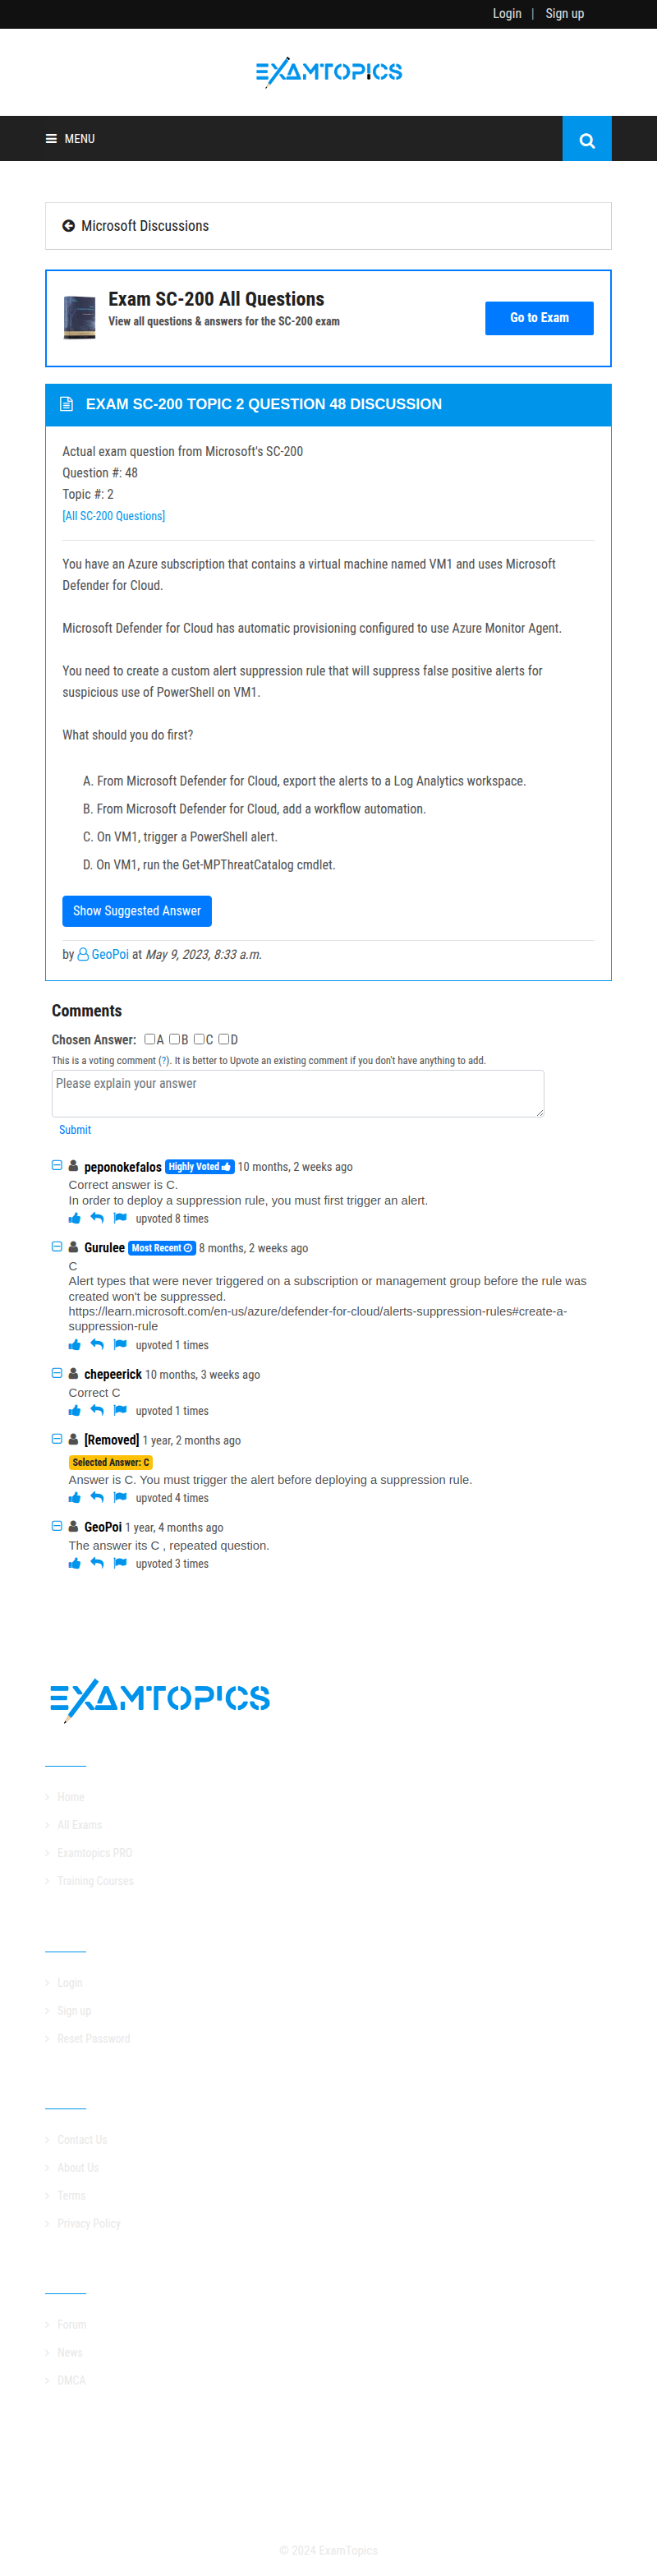 Login | Sign up
EXAMTOPICS
MENU
Microsoft Discussions
Exam SC-200 All Questions
View all questions & answers for the SC-200 exam
Go to Exam
EXAM SC-200 TOPIC 2 QUESTION 48 DISCUSSION
Actual exam question from Microsoft's SC-200
Question #: 48
Topic #: 2
[All SC-200 Questions]
You have an Azure subscription that contains a virtual machine named VM1 and uses Microsoft
Defender for Cloud.
Microsoft Defender for Cloud has automatic provisioning configured to use Azure Monitor Agent.
You need to create a custom alert suppression rule that will suppress false positive alerts for
suspicious use of PowerShell on VM1.
What should you do first?
A. From Microsoft Defender for Cloud, export the alerts to a Log Analytics workspace.
B. From Microsoft Defender for Cloud, add a workflow automation.
C. On VM1, trigger a PowerShell alert.
D. On VM1, run the Get-MPThreatCatalog cmdlet.
Show Suggested Answer
by GeoPoi at May 9, 2023, 8:33 a.m.
Comments
Chosen Answer: A B C D
This is a voting comment (?). It is better to Upvote an existing comment if you don't have anything to add.
Please explain your answer
Submit
peponokefalos Highly Voted 10 months, 2 weeks ago
Correct answer is C.
In order to deploy a suppression rule, you must first trigger an alert.
upvoted 8 times
Gurulee Most Recent 8 months, 2 weeks ago
C
Alert types that were never triggered on a subscription or management group before the rule was
created won't be suppressed.
https://learn.microsoft.com/en-us/azure/defender-for-cloud/alerts-suppression-rules#create-a-
suppression-rule
upvoted 1 times
chepeerick 10 months, 3 weeks ago
Correct C
upvoted 1 times
[Removed] 1 year, 2 months ago
Selected Answer: C
Answer is C. You must trigger the alert before deploying a suppression rule.
upvoted 4 times
GeoPoi 1 year, 4 months ago
The answer its C , repeated question.
upvoted 3 times
EXAMTOPICS
Home
All Exams
Examtopics PRO
Training Courses
Login
Sign up
Reset Password
Contact Us
About Us
Terms
Privacy Policy
Forum
News
DMCA
© 2024 ExamTopics